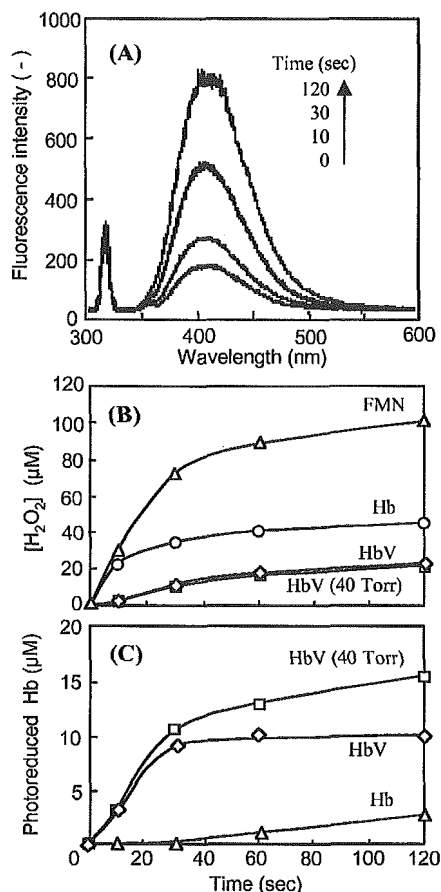 1000
(A)
Time (sec)
800
120
30
600
10
0
400
200
0
Fluorescence intensity ( - )
300
400
500
600
Wavelength (nm)
120
(B)
FMN
100
80
60
Hb
40
HbV
20
HbV (40 Torr)
0
[H₂O₂] (μM)
20
(C)
HbV (40 Torr)
15
10
HbV
5
Hb
0
Photoreduced Hb (μM)
0
20
40
60
80
100
120
Time (sec)